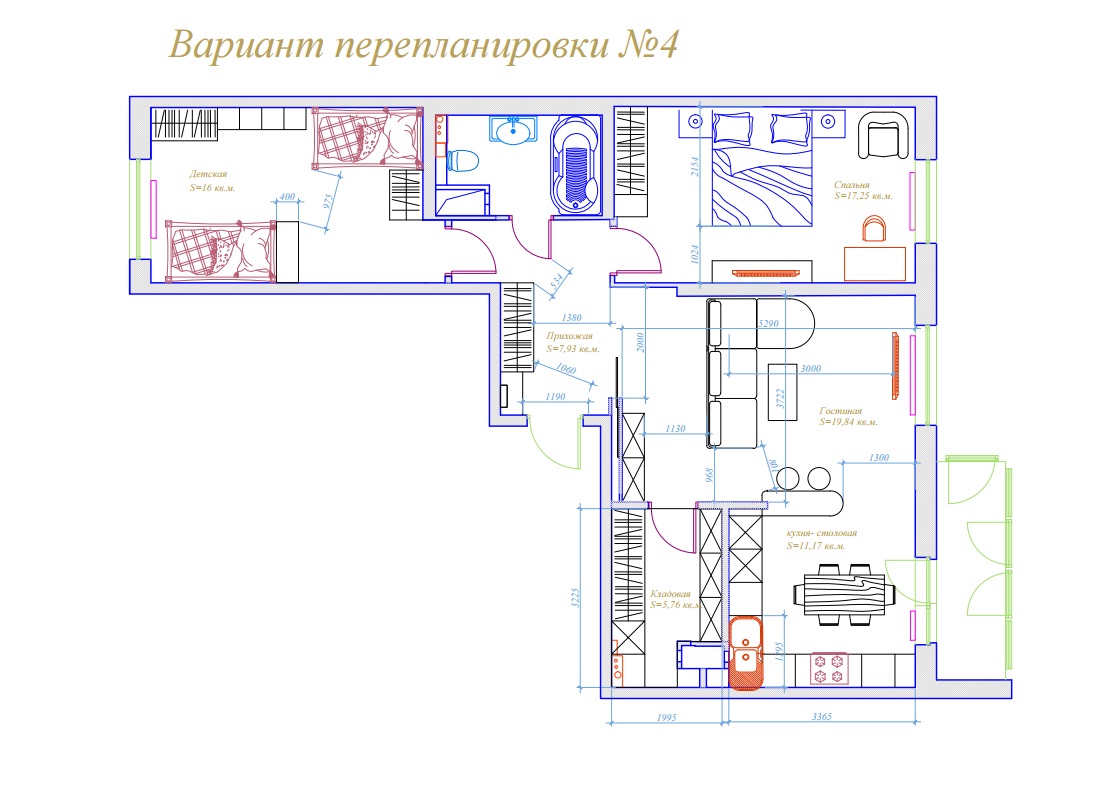 Вариант перепланировки №4
Детская
S=16 кв.м.
400
975
2154
Спальня
S=17,25 кв.м.
1024
534
1380
Прихожая
S=7,93 кв.м.
2000
5290
1060
3000
1190
3722
Гостиная
S=19,84 кв.м.
1130
968
801
1300
кухня- столовая
S=11,17 кв.м.
3225
Кладовая
S=5,76 кв.м.
1295
1995
3365